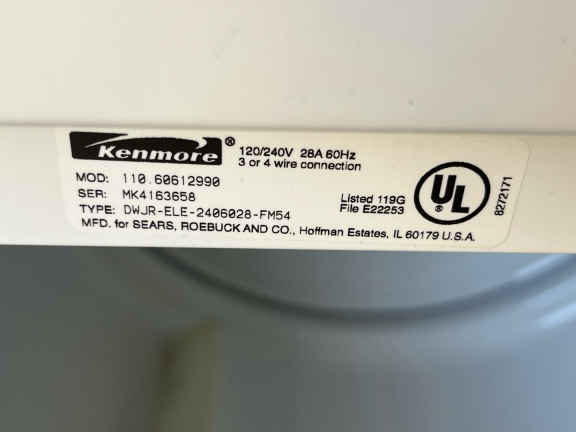 Kenmore®
120/240V 28A 60Hz
3 or 4 wire connection
MOD: 110.60612990
SER: MK4163658
TYPE: DWJR-ELE-2406028-FM54
MFD. for SEARS, ROEBUCK AND CO., Hoffman Estates, IL 60179 U.S.A.
Listed 119G
File E22253
UL®
8272171